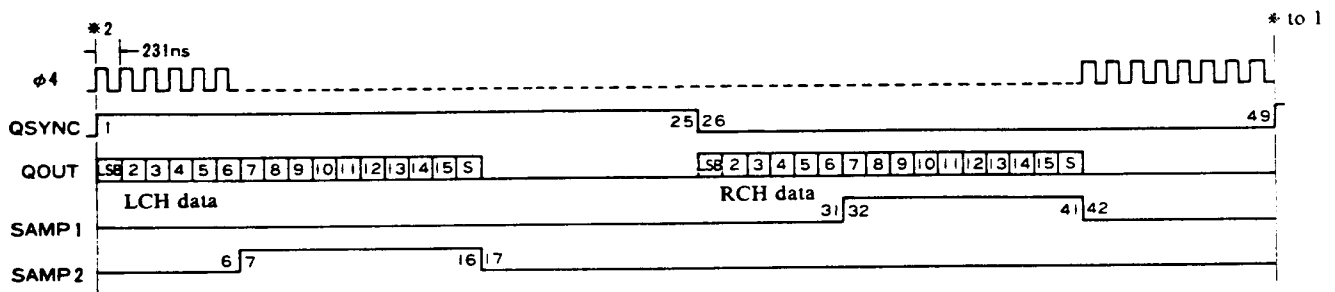 ※2
※ to 1
231ns
φ4
QSYNC 1 25 26 49
QOUT LSB 2 3 4 5 6 7 8 9 10 11 12 13 14 15 S LSB 2 3 4 5 6 7 8 9 10 11 12 13 14 15 S
LCH data RCH data
SAMP 1 31 32 41 42
SAMP 2 6 7 16 17